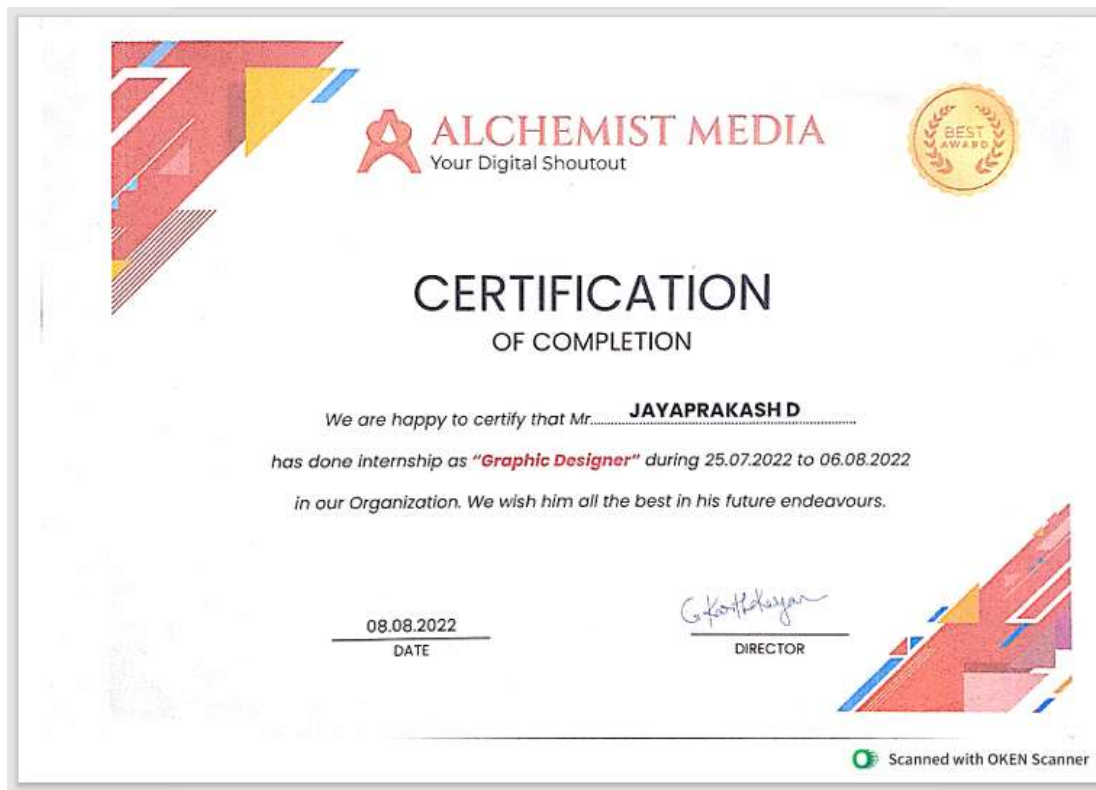 ALCHEMIST MEDIA
Your Digital Shoutout
BEST
AWARD
CERTIFICATION
OF COMPLETION
We are happy to certify that Mr. JAYAPRAKASH D
has done internship as "Graphic Designer" during 25.07.2022 to 06.08.2022
in our Organization. We wish him all the best in his future endeavours.
08.08.2022
DATE
G. Karthikeyan
DIRECTOR
Scanned with OKEN Scanner